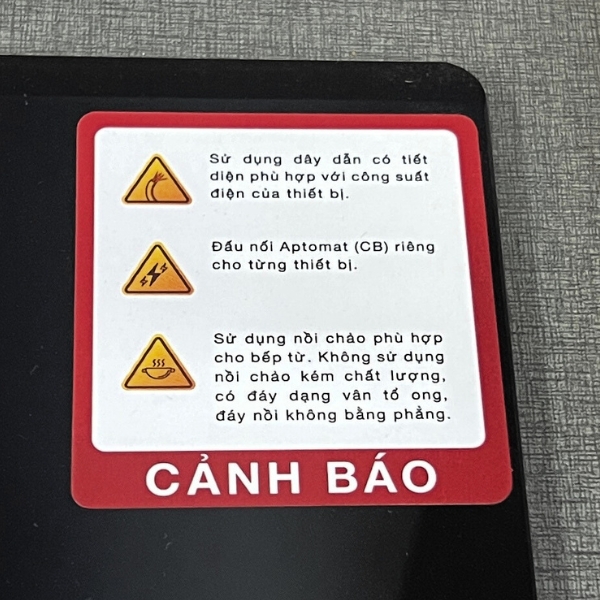 Sử dụng dây dẫn có tiết
diện phù hợp với công suất
điện của thiết bị.
Đấu nối Aptomat (CB) riêng
cho từng thiết bị.
Sử dụng nồi chảo phù hợp
cho bếp từ. Không sử dụng
nồi chảo kém chất lượng,
có đáy dạng vân tổ ong,
đáy nồi không bằng phẳng.
CẢNH BÁO